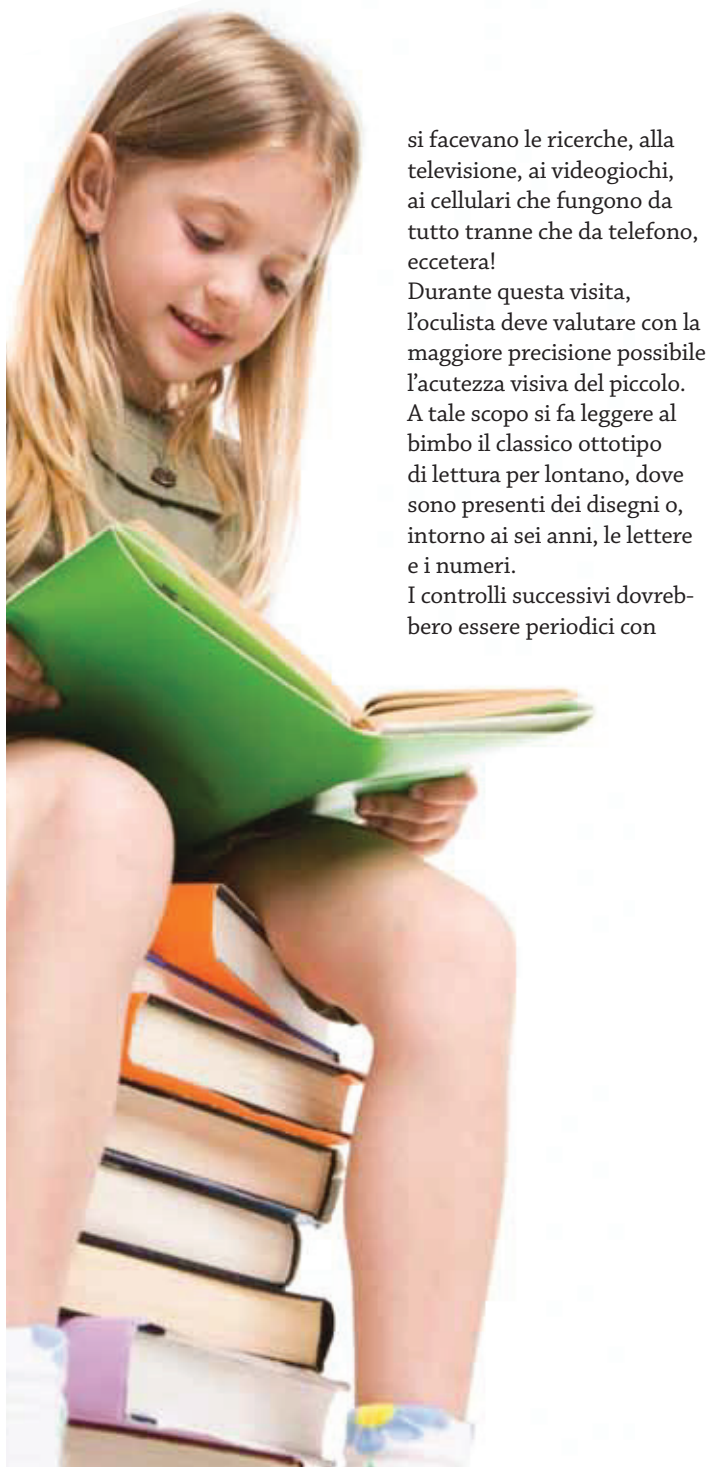 si facevano le ricerche, alla
televisione, ai videogiochi,
ai cellulari che fungono da
tutto tranne che da telefono,
eccetera!
Durante questa visita,
l’oculista deve valutare con la
maggiore precisione possibile
l’acutezza visiva del piccolo.
A tale scopo si fa leggere al
bimbo il classico ottotipo
di lettura per lontano, dove
sono presenti dei disegni o,
intorno ai sei anni, le lettere
e i numeri.
I controlli successivi dovreb-
bero essere periodici con